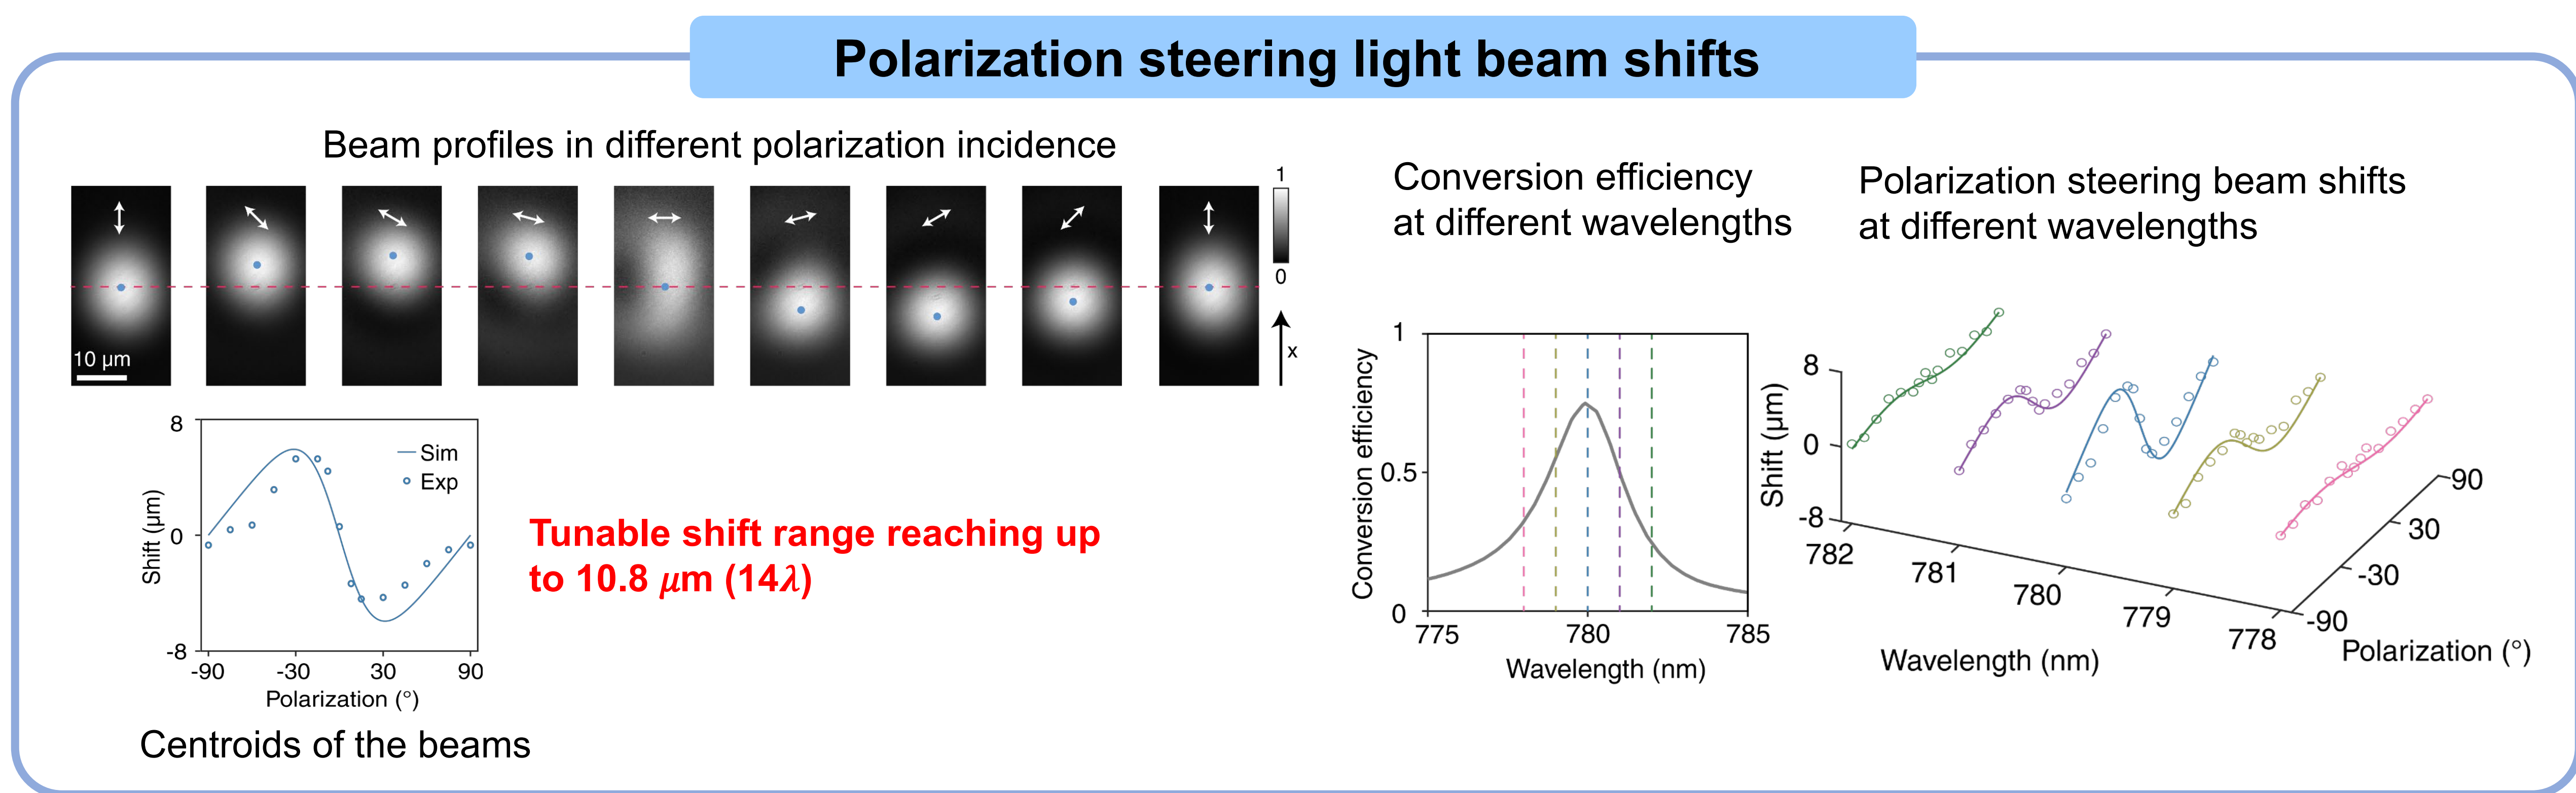 Polarization steering light beam shifts
Beam profiles in different polarization incidence
10 µm
1
0
x
8
0
-8
Shift (µm)
Sim
Exp
-90
-30
30
90
Polarization (°)
Centroids of the beams
Tunable shift range reaching up
to 10.8 𝜇m (14𝜆)
Conversion efficiency
at different wavelengths
1
0.5
0
Conversion efficiency
775
780
785
Wavelength (nm)
Polarization steering beam shifts
at different wavelengths
8
0
-8
Shift (µm)
782
781
780
779
778
Wavelength (nm)
90
30
-30
-90
Polarization (°)